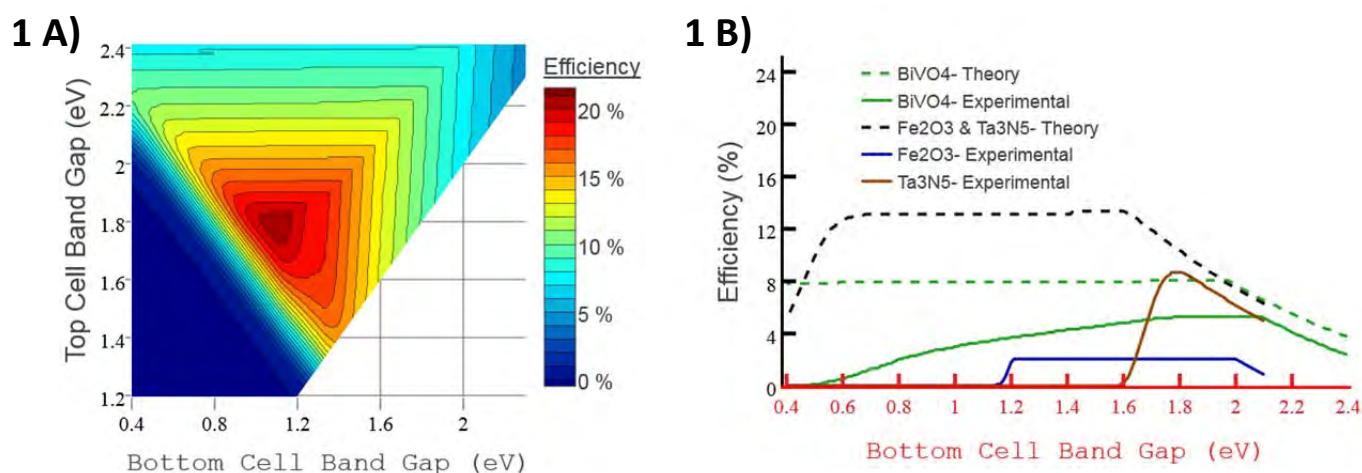 1 A)
Top Cell Band Gap (eV)
2.4
2.2
2
1.8
1.6
1.4
1.2
0.4
0.8
1.2
1.6
2
Bottom Cell Band Gap (eV)
Efficiency
20 %
15 %
10 %
5 %
0 %
1 B)
Efficiency (%)
24
20
16
12
8
4
0
BiVO4- Theory
BiVO4- Experimental
Fe2O3 & Ta3N5- Theory
Fe2O3- Experimental
Ta3N5- Experimental
0.4
0.6
0.8
1
1.2
1.4
1.6
1.8
2
2.2
2.4
Bottom Cell Band Gap (eV)